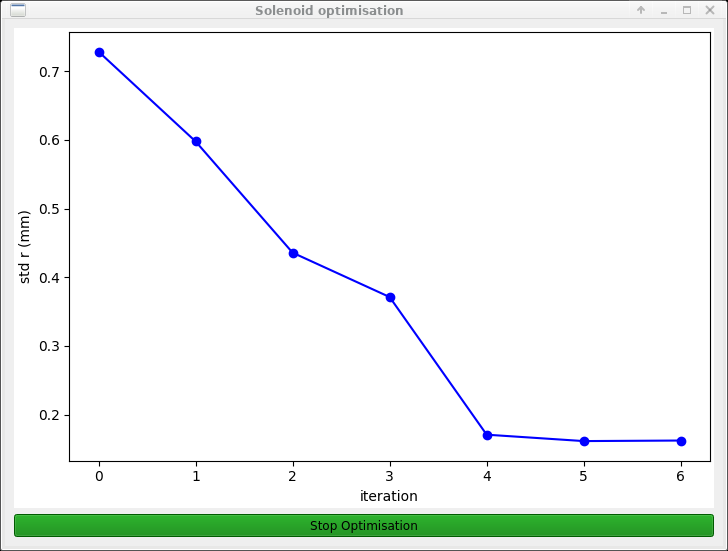 Solenoid optimisation
0.7
0.6
0.5
0.4
0.3
0.2
std r (mm)
0 1 2 3 4 5 6
iteration
Stop Optimisation